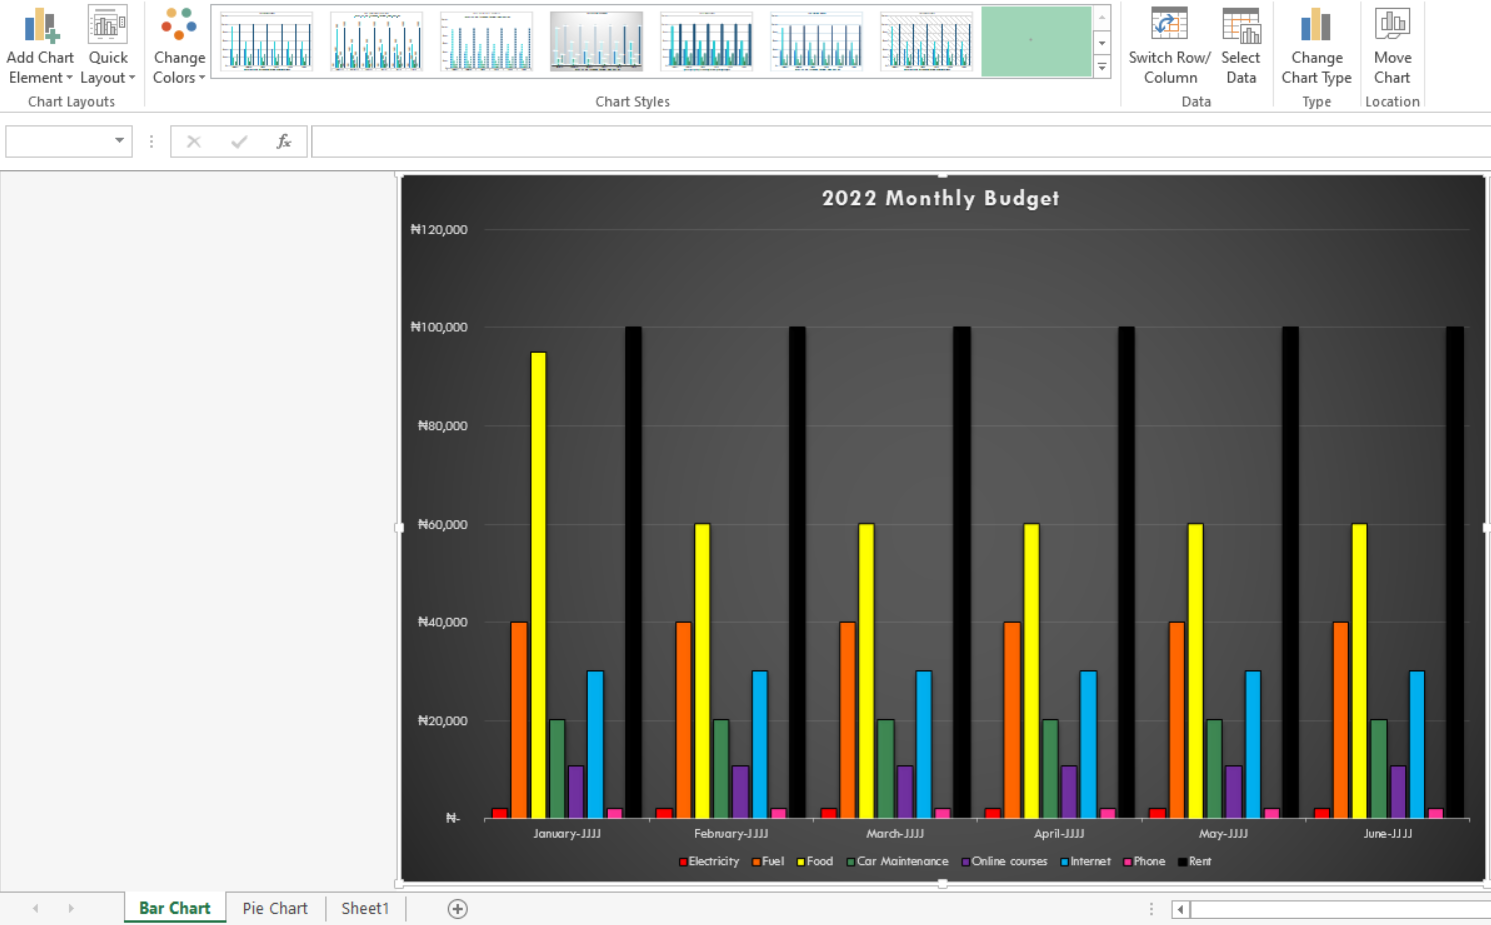 Add Chart Element
Quick Layout
Change Colors
Switch Row/ Column
Select Data
Change Chart Type
Move Chart
Chart Layouts
Chart Styles
Data
Type
Location
fx
2022 Monthly Budget
₦120,000
₦100,000
₦80,000
₦60,000
₦40,000
₦20,000
₦-
January-JJJJ
February-JJJJ
March-JJJJ
April-JJJJ
May-JJJJ
June-JJJJ
Electricity
Fuel
Food
Car Maintenance
Online courses
Internet
Phone
Rent
Bar Chart
Pie Chart
Sheet1